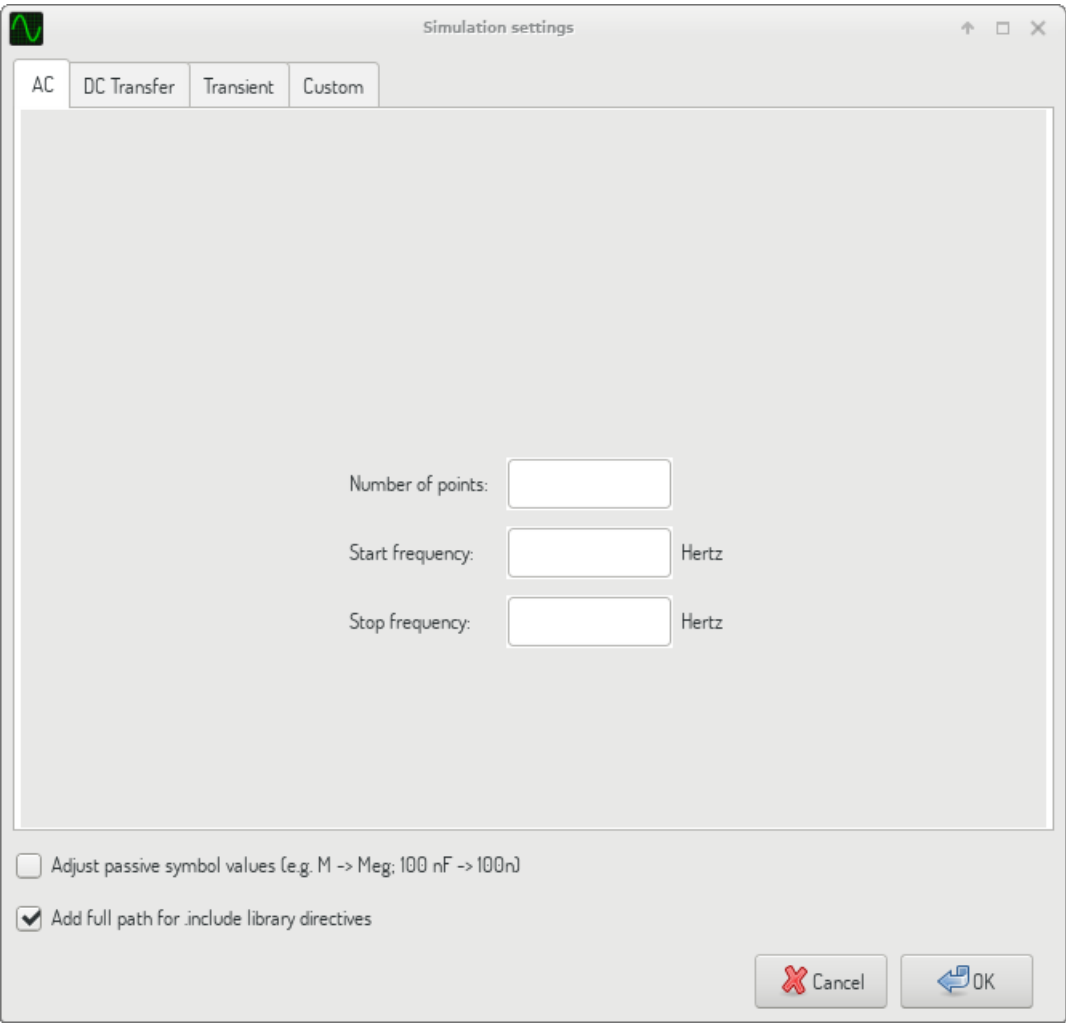 Simulation settings
AC DC Transfer Transient Custom
Number of points:
Start frequency: Hertz
Stop frequency: Hertz
Adjust passive symbol values (e.g. M -> Meg; 100 nF -> 100n)
Add full path for .include library directives
Cancel OK